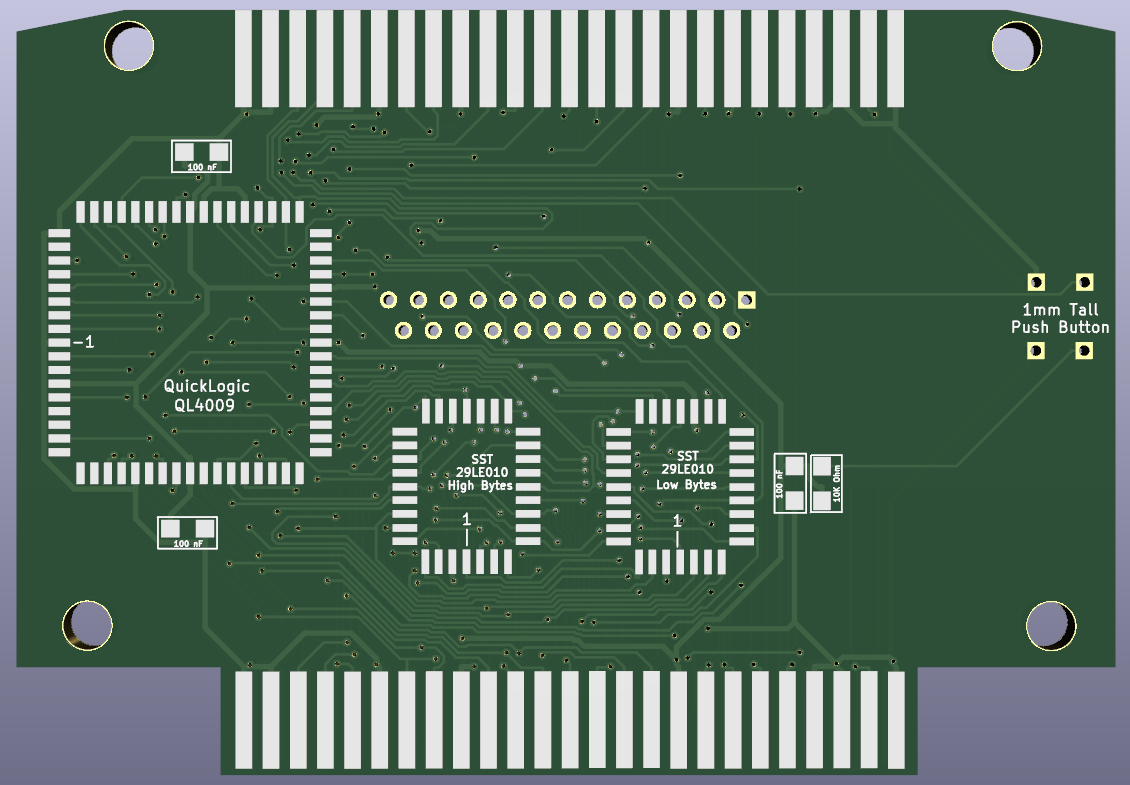 100 nF
1mm Tall
Push Button
-1
QuickLogic
QL4009
SST
29LE010
High Bytes
1
SST
29LE010
Low Bytes
1
100 nF
10K Ohm
100 nF